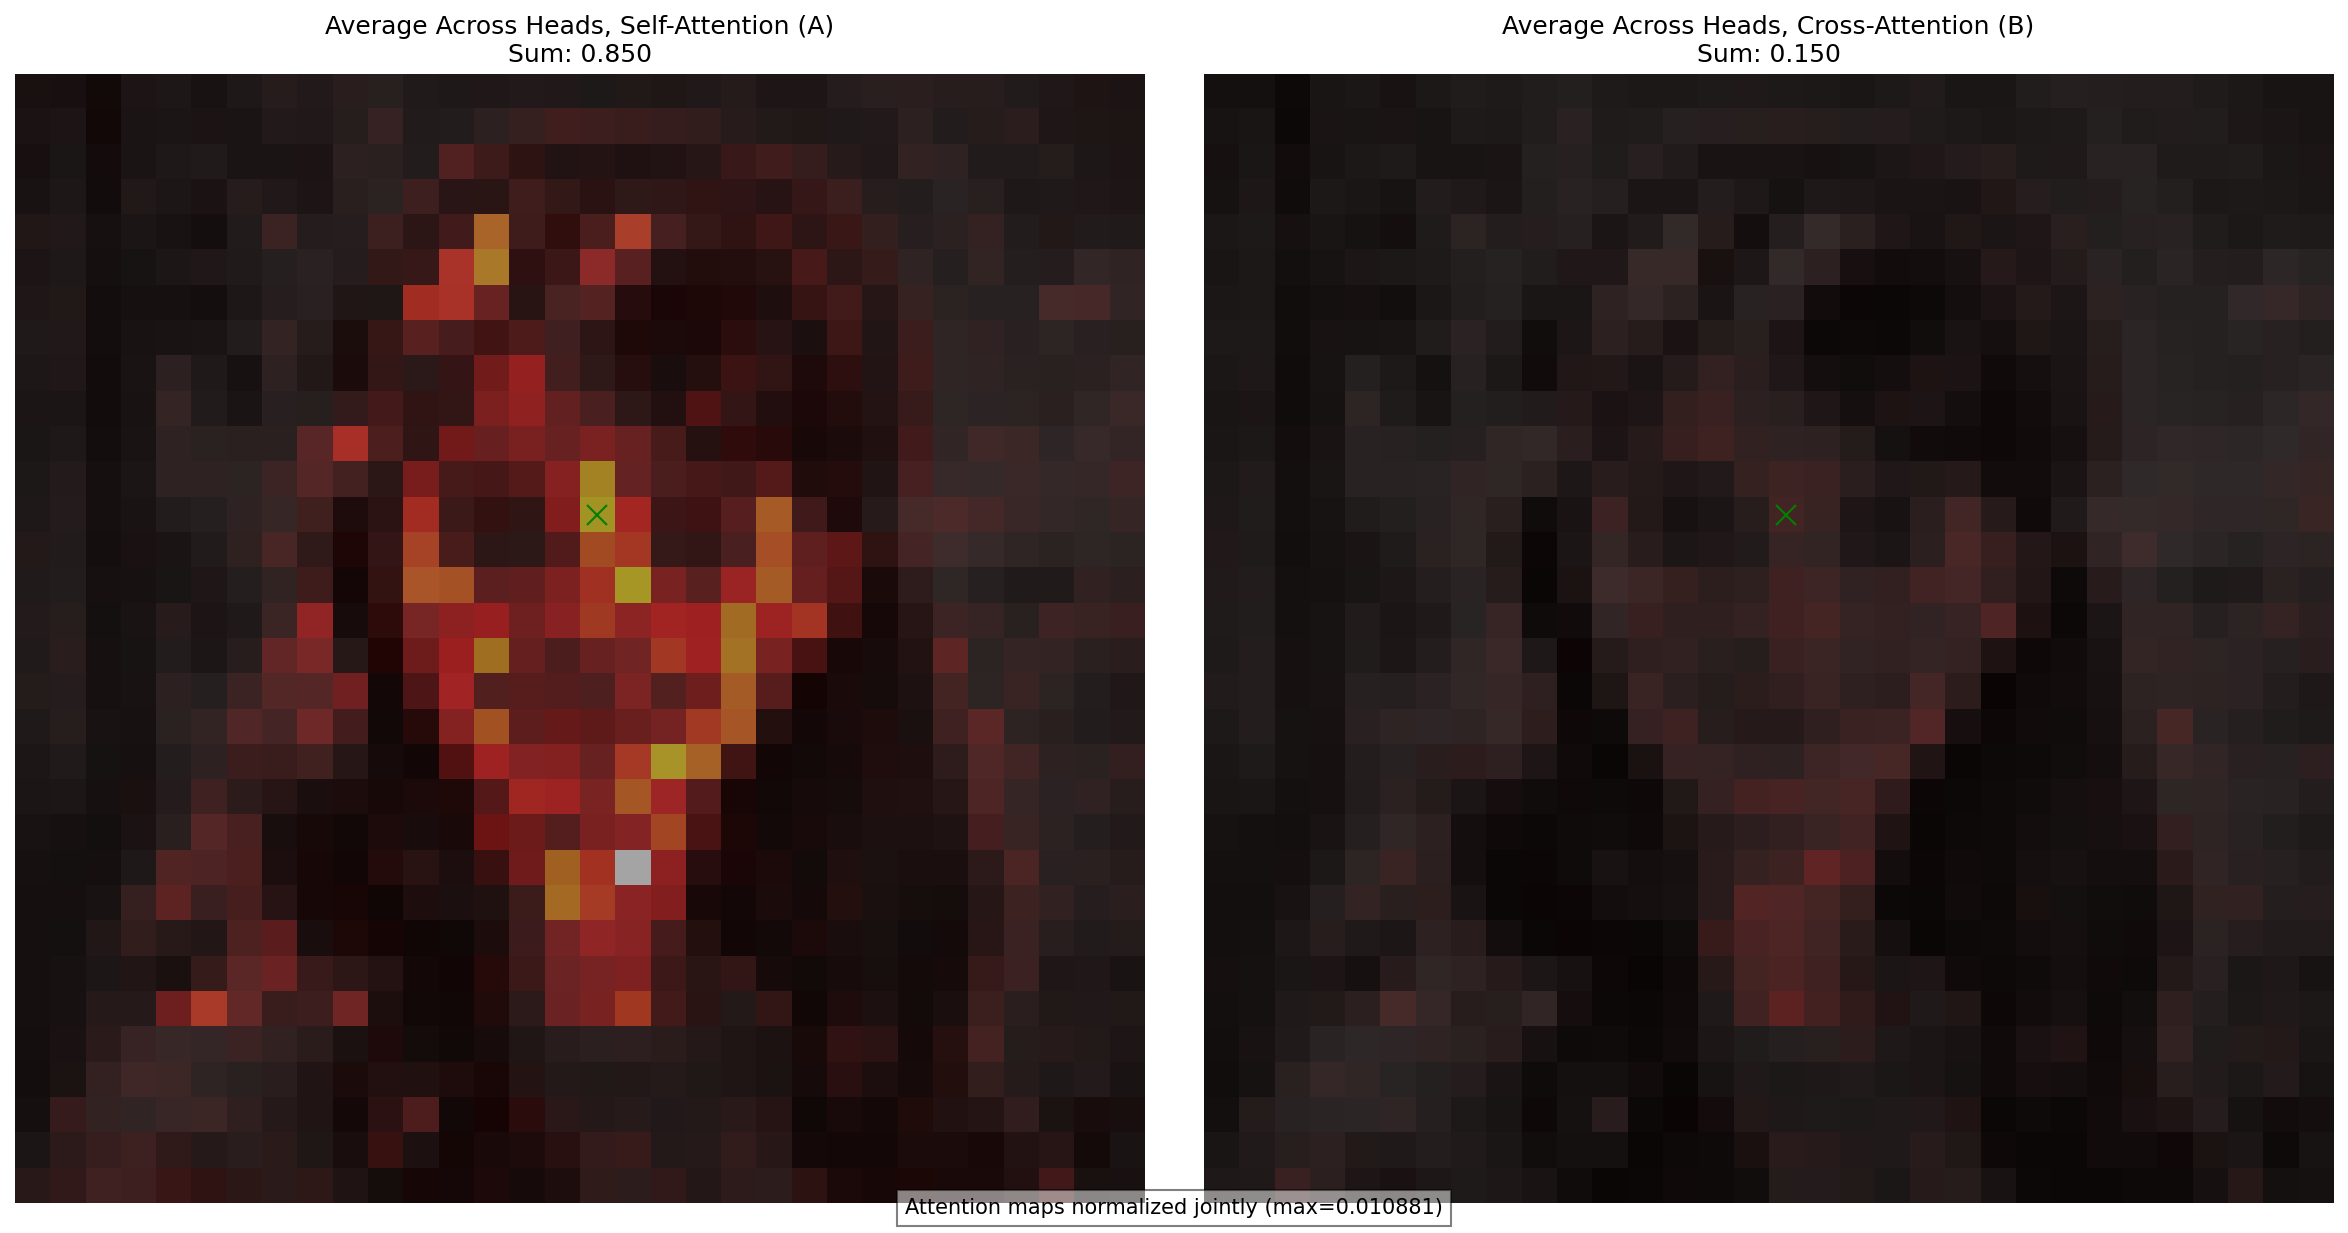 Average Across Heads, Self-Attention (A)
Sum: 0.850
Average Across Heads, Cross-Attention (B)
Sum: 0.150
Attention maps normalized jointly (max=0.010881)